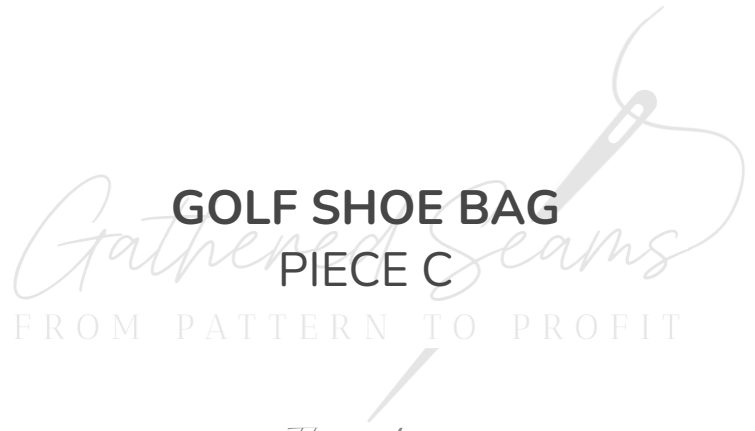 GOLF SHOE BAG
Gathered Seams
PIECE C
FROM PATTERN TO PROFIT